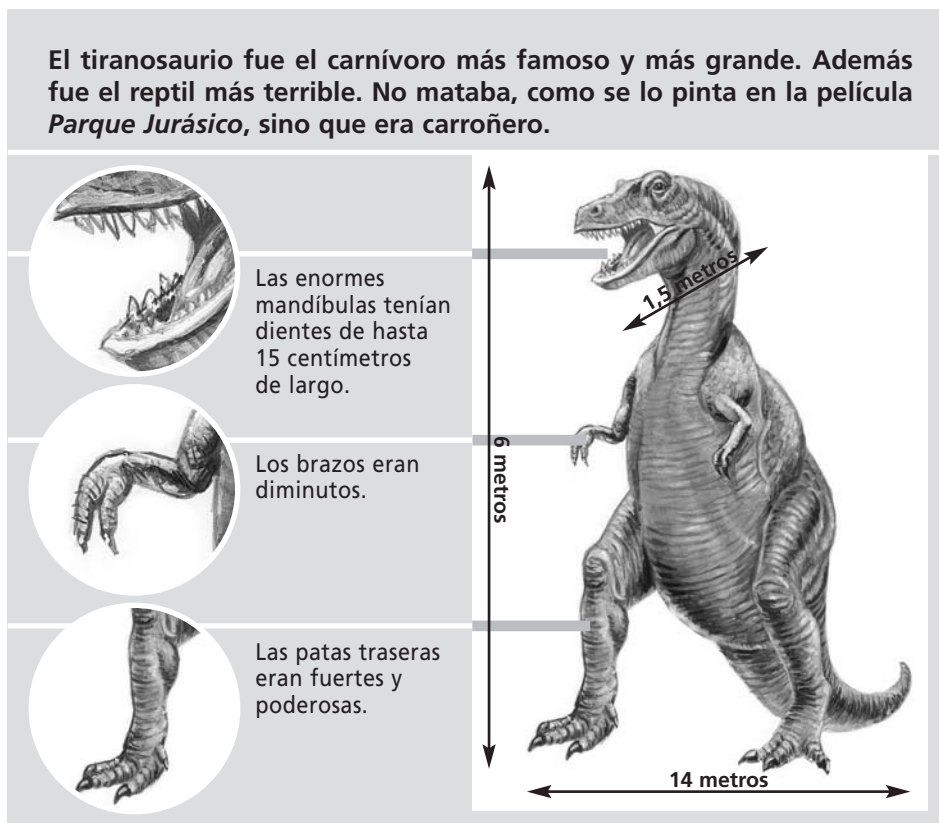 El tiranosaurio fue el carnívoro más famoso y más grande. Además
fue el reptil más terrible. No mataba, como se lo pinta en la película
Parque Jurásico, sino que era carroñero.
Las enormes
mandíbulas tenían
dientes de hasta
15 centímetros
de largo.
Los brazos eran
diminutos.
Las patas traseras
eran fuertes y
poderosas.
1,5 metros
6 metros
14 metros